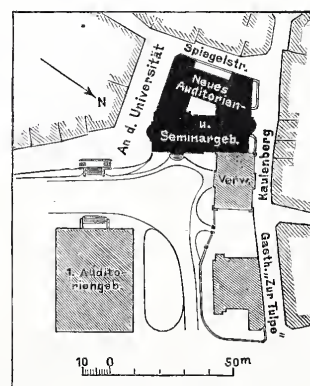 Spiegelstr.
An d. Universität
Neues
Auditorien-
u.
Seminargeb.
N
Verw.
Kaulenberg
Gasth. „Zur Tulpe"
1. Audito-
riengeb.
10 0 50m